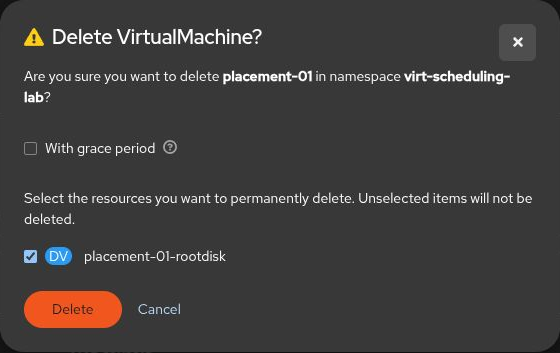 Delete VirtualMachine?
Are you sure you want to delete placement-01 in namespace virt-scheduling-
lab?
With grace period
Select the resources you want to permanently delete. Unselected items will not be
deleted.
DV placement-01-rootdisk
Delete Cancel